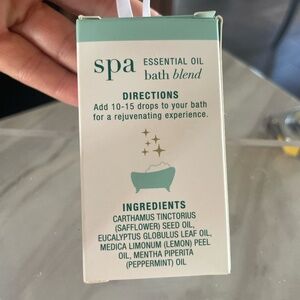 spa ESSENTIAL OIL
bath blend
DIRECTIONS
Add 10-15 drops to your bath
for a rejuvenating experience.
INGREDIENTS
CARTHAMUS TINCTORIUS
(SAFFLOWER) SEED OIL,
EUCALYPTUS GLOBULUS LEAF OIL,
MEDICA LIMONUM (LEMON) PEEL
OIL, MENTHA PIPERITA
(PEPPERMINT) OIL